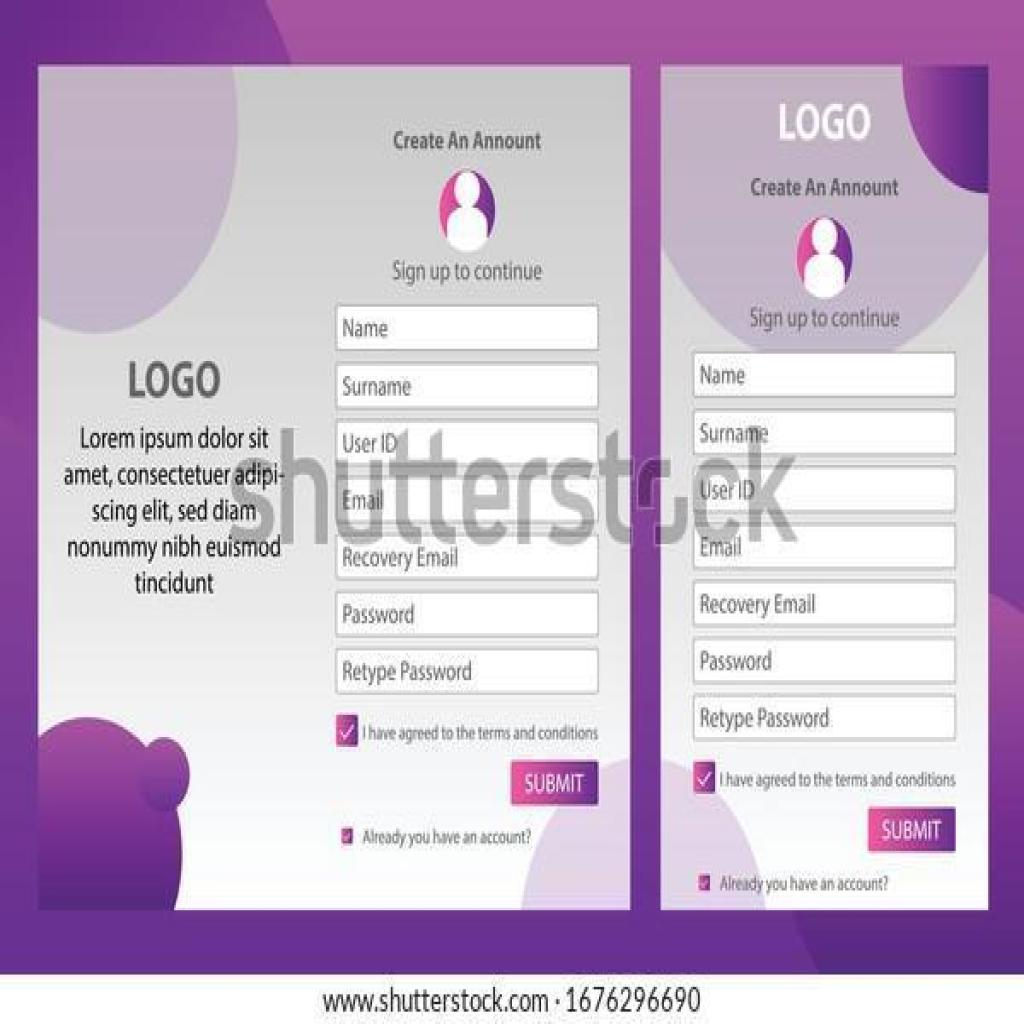 LOGO
Lorem ipsum dolor sit
amet, consectetuer adipi-
scing elit, sed diam
nonummy nibh euismod
tincidunt
Create An Annount
Sign up to continue
Name
Surname
User ID
Email
Recovery Email
Password
Retype Password
I have agreed to the terms and conditions
SUBMIT
Already you have an account?
LOGO
Create An Annount
Sign up to continue
Name
Surname
User ID
Email
Recovery Email
Password
Retype Password
I have agreed to the terms and conditions
SUBMIT
Already you have an account?
shutterstock
www.shutterstock.com · 1676296690